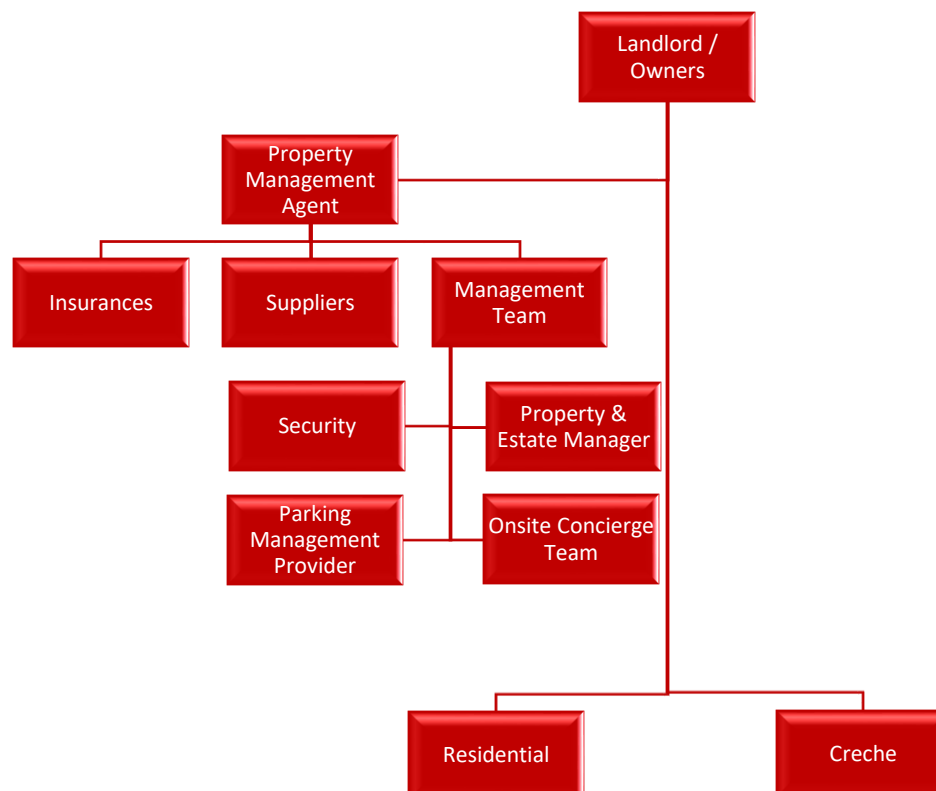 Landlord /
Owners
Property
Management
Agent
Insurances
Suppliers
Management
Team
Security
Property &
Estate Manager
Parking
Management
Provider
Onsite Concierge
Team
Residential
Creche